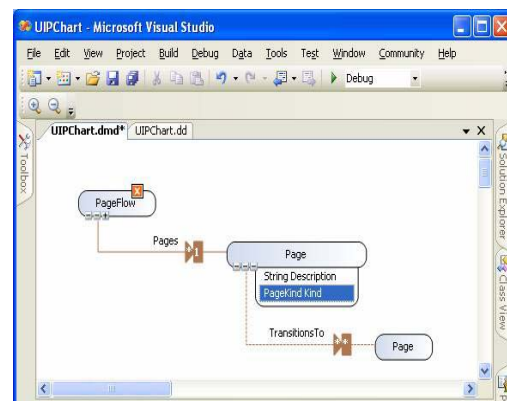 UIPChart - Microsoft Visual Studio
File Edit View Project Build Debug Data Tools Test Window Community Help
Debug
UIPChart.dmd* UIPChart.dd
Toolbox
Solution Explorer
Class View
PageFlow
Pages
1
Page
String Description
PageKind Kind
TransitionsTo
**
Page